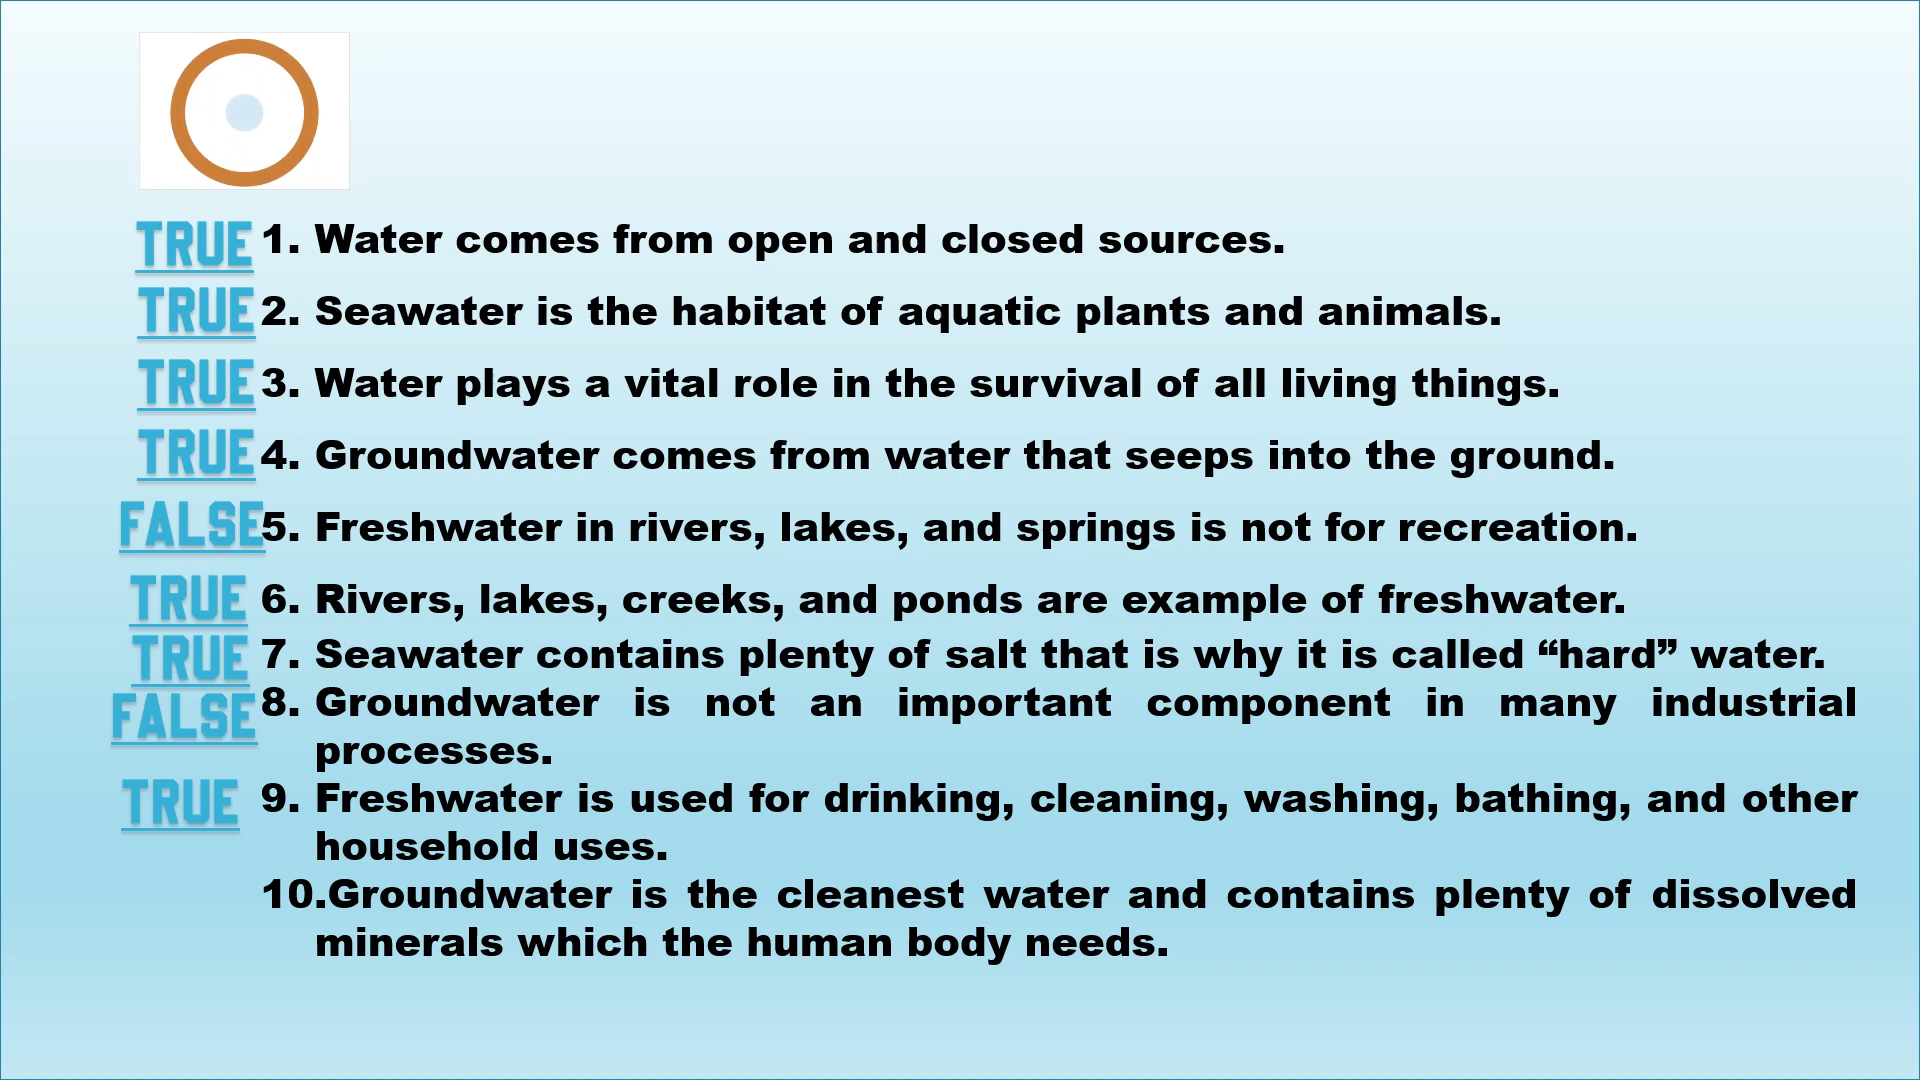 TRUE 1. Water comes from open and closed sources.
TRUE 2. Seawater is the habitat of aquatic plants and animals.
TRUE 3. Water plays a vital role in the survival of all living things.
TRUE 4. Groundwater comes from water that seeps into the ground.
FALSE 5. Freshwater in rivers, lakes, and springs is not for recreation.
TRUE 6. Rivers, lakes, creeks, and ponds are example of freshwater.
TRUE 7. Seawater contains plenty of salt that is why it is called “hard” water.
FALSE 8. Groundwater is not an important component in many industrial
processes.
TRUE 9. Freshwater is used for drinking, cleaning, washing, bathing, and other
household uses.
10.Groundwater is the cleanest water and contains plenty of dissolved
minerals which the human body needs.